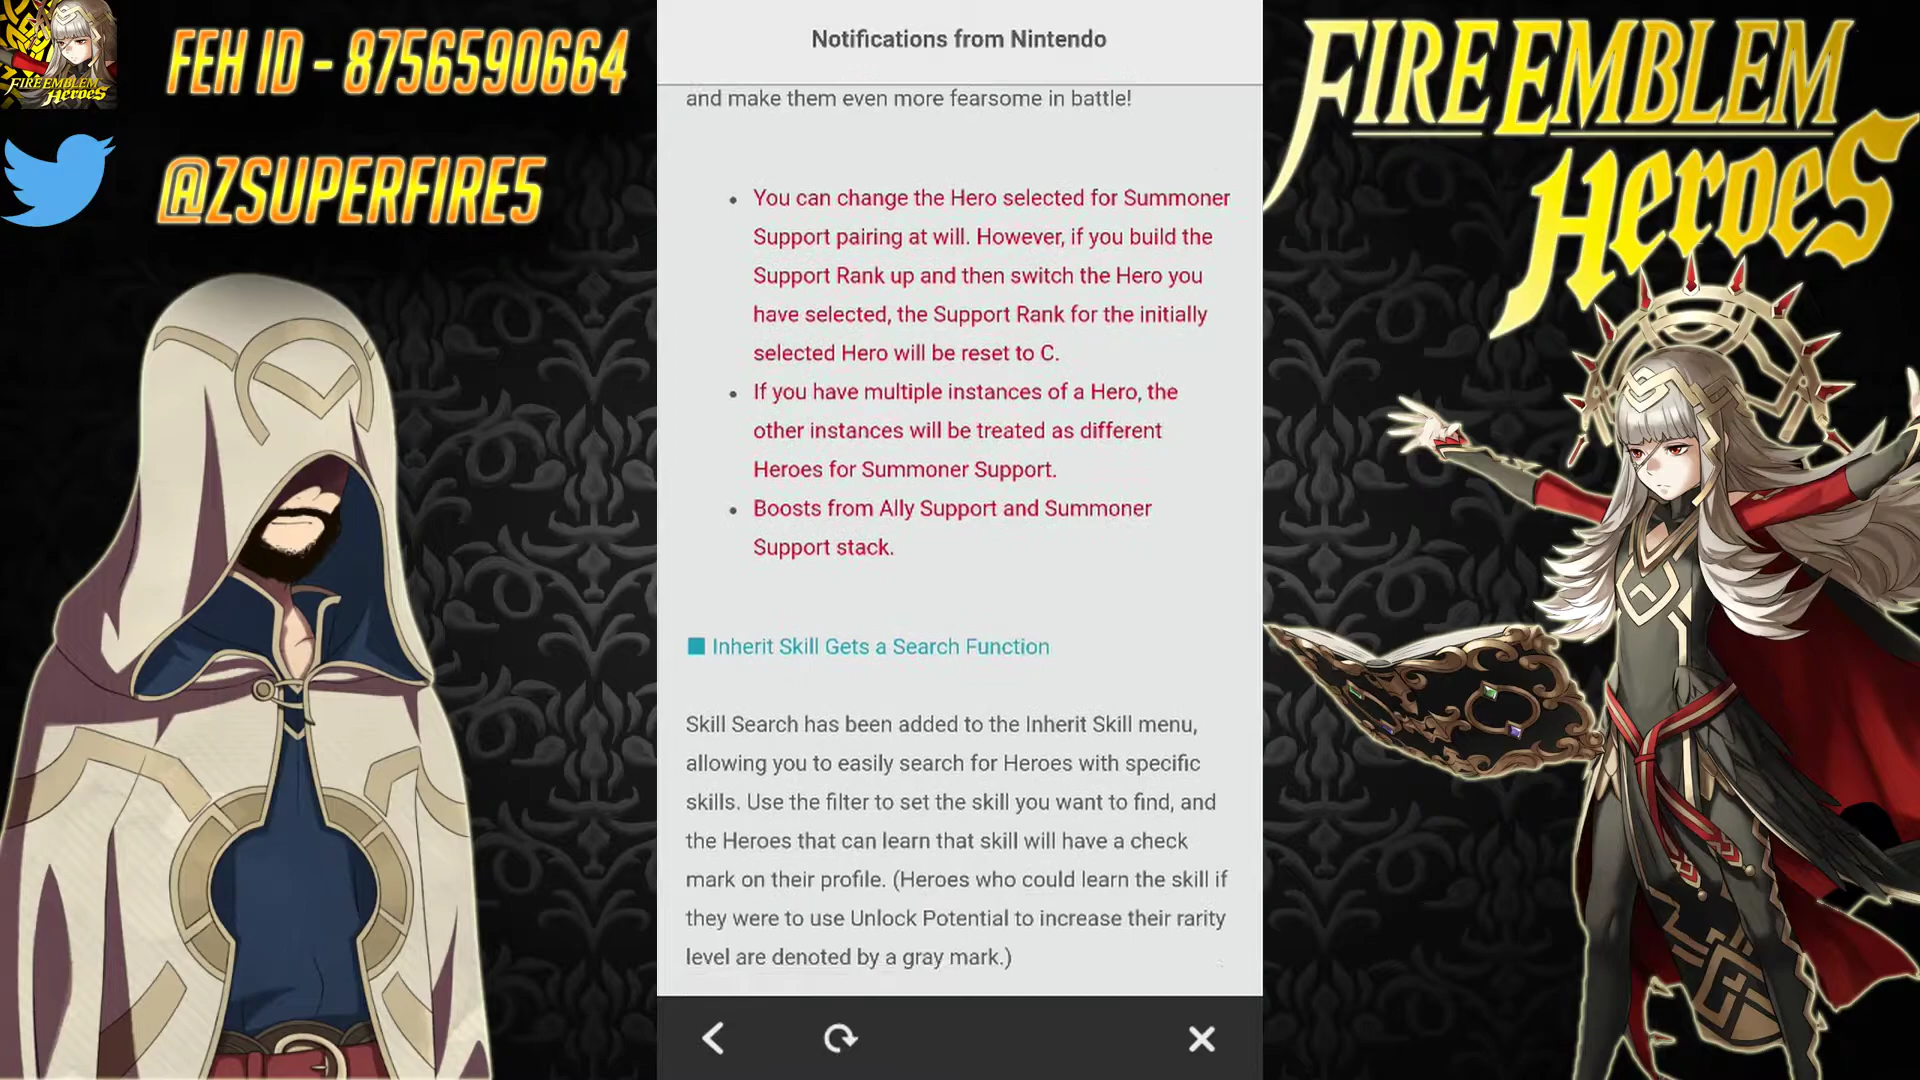 FEH ID - 8756590664
@ZSUPERFIRE5
FIRE EMBLEM
Heroes
Notifications from Nintendo
and make them even more fearsome in battle!
• You can change the Hero selected for Summoner
Support pairing at will. However, if you build the
Support Rank up and then switch the Hero you
have selected, the Support Rank for the initially
selected Hero will be reset to C.
• If you have multiple instances of a Hero, the
other instances will be treated as different
Heroes for Summoner Support.
• Boosts from Ally Support and Summoner
Support stack.
■ Inherit Skill Gets a Search Function
Skill Search has been added to the Inherit Skill menu,
allowing you to easily search for Heroes with specific
skills. Use the filter to set the skill you want to find, and
the Heroes that can learn that skill will have a check
mark on their profile. (Heroes who could learn the skill if
they were to use Unlock Potential to increase their rarity
level are denoted by a gray mark.)
FIRE EMBLEM
Heroes